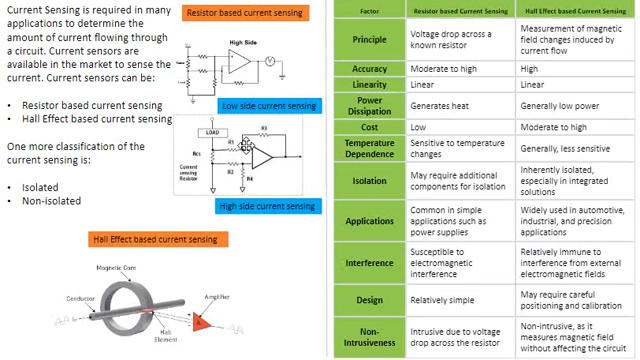 Current Sensing is required in many
applications to determine the
amount of current flowing through
a circuit. Current sensors are
available in the market to sense the
current. Current sensors can be:
• Resistor based current sensing
• Hall Effect based current sensing
One more classification of the
current sensing is:
• Isolated
• Non-isolated
Resistor based current sensing
High Side
V
Low side current sensing
LOAD
R3
R1
RCS
R2
R4
Current
sensing
Resistor
High side current sensing
Hall Effect based current sensing
Magnetic Core
Conductor
Amplifier
Hall
Element
Factor Resistor based Current Sensing Hall Effect based Current Sensing
Principle Voltage drop across a known resistor Measurement of magnetic field changes induced by current flow
Accuracy Moderate to high High
Linearity Linear Linear
Power Dissipation Generates heat Generally low power
Cost Low Moderate to high
Temperature Dependence Sensitive to temperature changes Generally, less sensitive
Isolation May require additional components for isolation Inherently isolated, especially in integrated solutions
Applications Common in simple applications such as power supplies Widely used in automotive, industrial, and precision applications
Interference Susceptible to electromagnetic interference Relatively immune to interference from external electromagnetic fields
Design Relatively simple May require careful positioning and calibration
Non-Intrusiveness Intrusive due to voltage drop across the resistor Non-intrusive, as it measures magnetic field without affecting the circuit